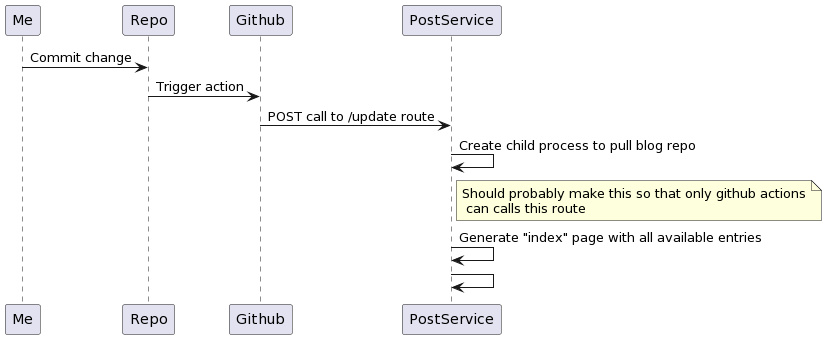 Me Repo Github PostService
Commit change
Trigger action
POST call to /update route
Create child process to pull blog repo
Should probably make this so that only github actions
can calls this route
Generate "index" page with all available entries
Me Repo Github PostService